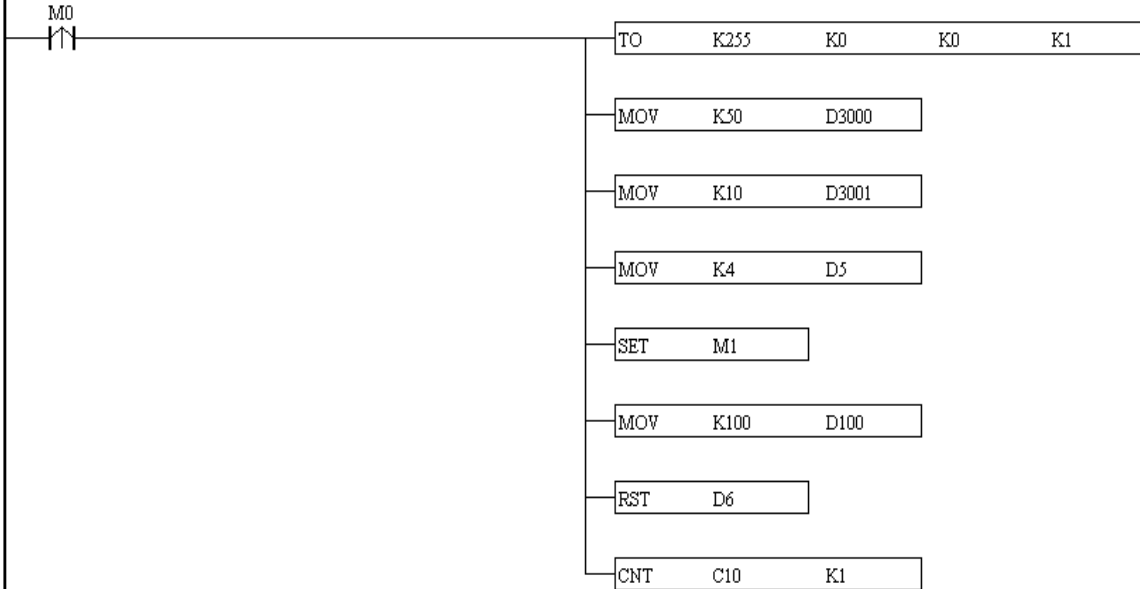 M0
TO K255 K0 K0 K1
MOV K50 D3000
MOV K10 D3001
MOV K4 D5
SET M1
MOV K100 D100
RST D6
CNT C10 K1